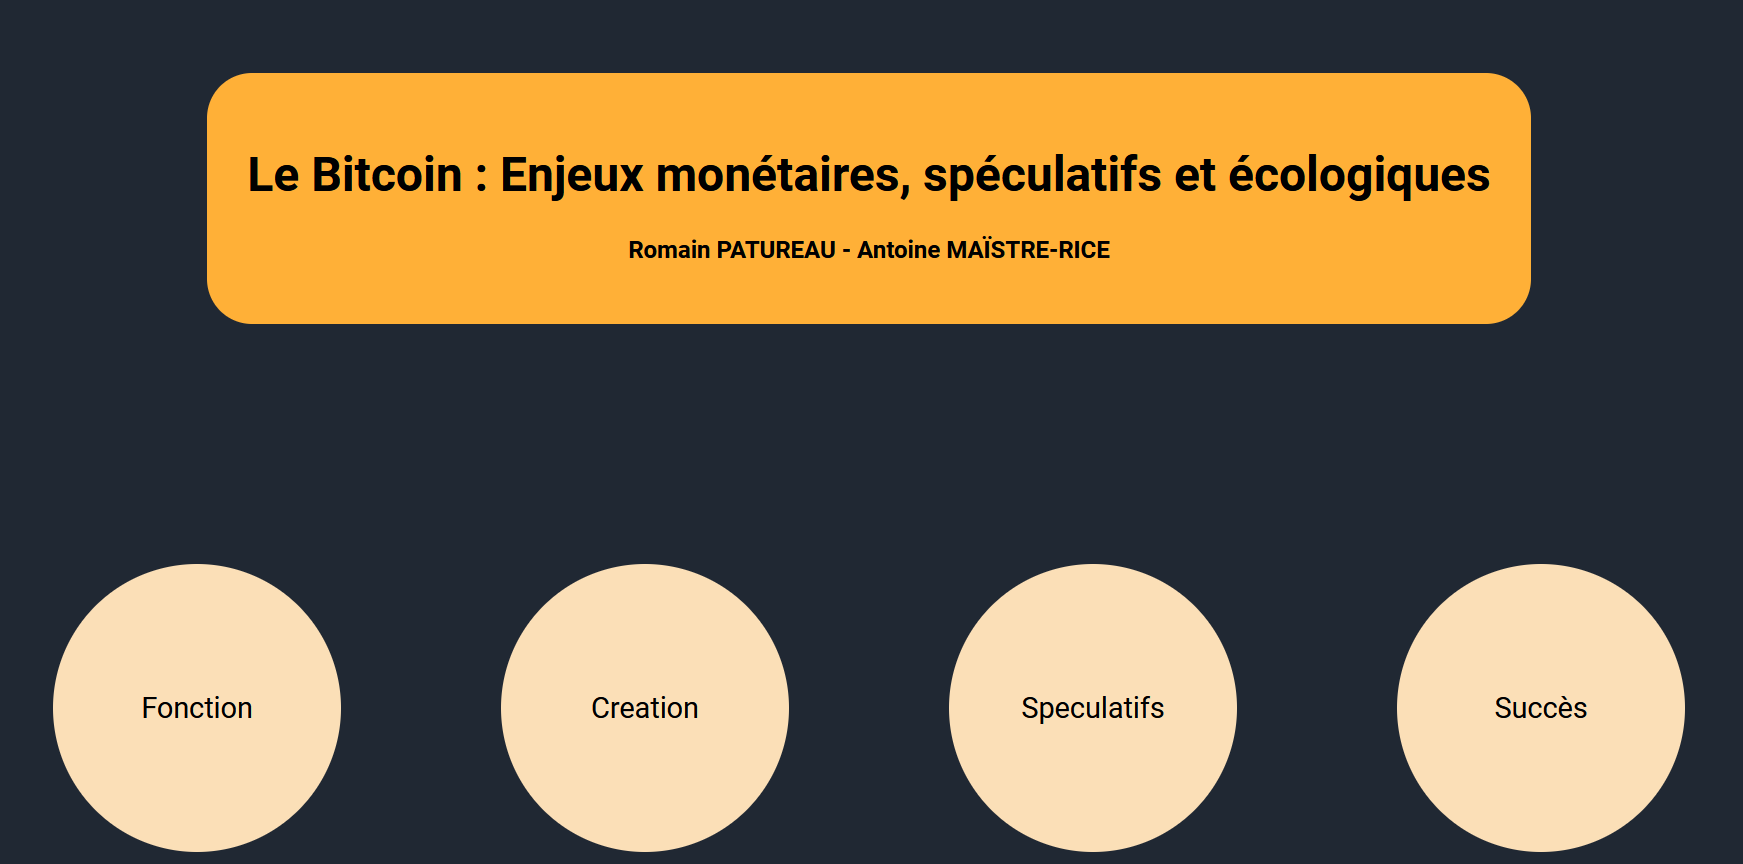 Le Bitcoin : Enjeux monétaires, spéculatifs et écologiques
Romain PATUREAU - Antoine MAÏSTRE-RICE
Fonction
Creation
Speculatifs
Succès